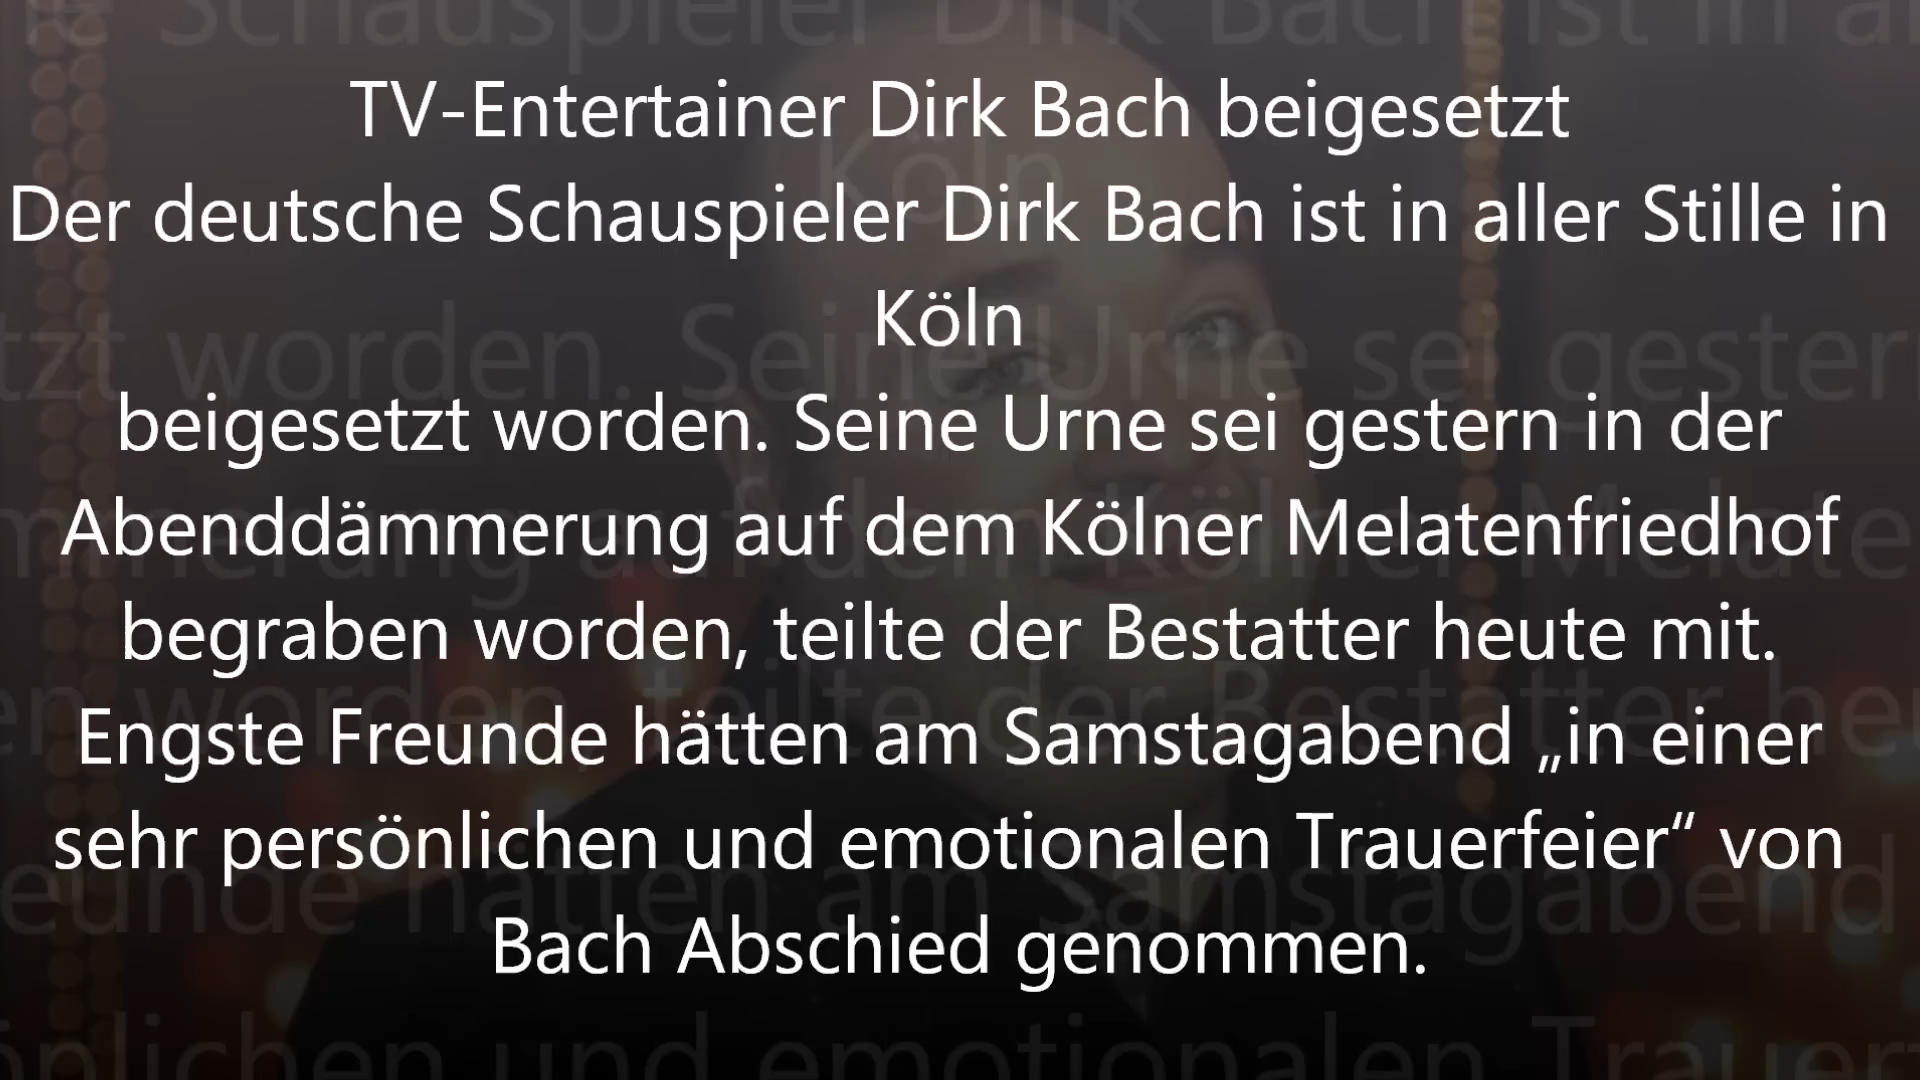 TV-Entertainer Dirk Bach beigesetzt
Der deutsche Schauspieler Dirk Bach ist in aller Stille in
Köln
beigesetzt worden. Seine Urne sei gestern in der
Abenddämmerung auf dem Kölner Melatenfriedhof
begraben worden, teilte der Bestatter heute mit.
Engste Freunde hätten am Samstagabend „in einer
sehr persönlichen und emotionalen Trauerfeier“ von
Bach Abschied genommen.